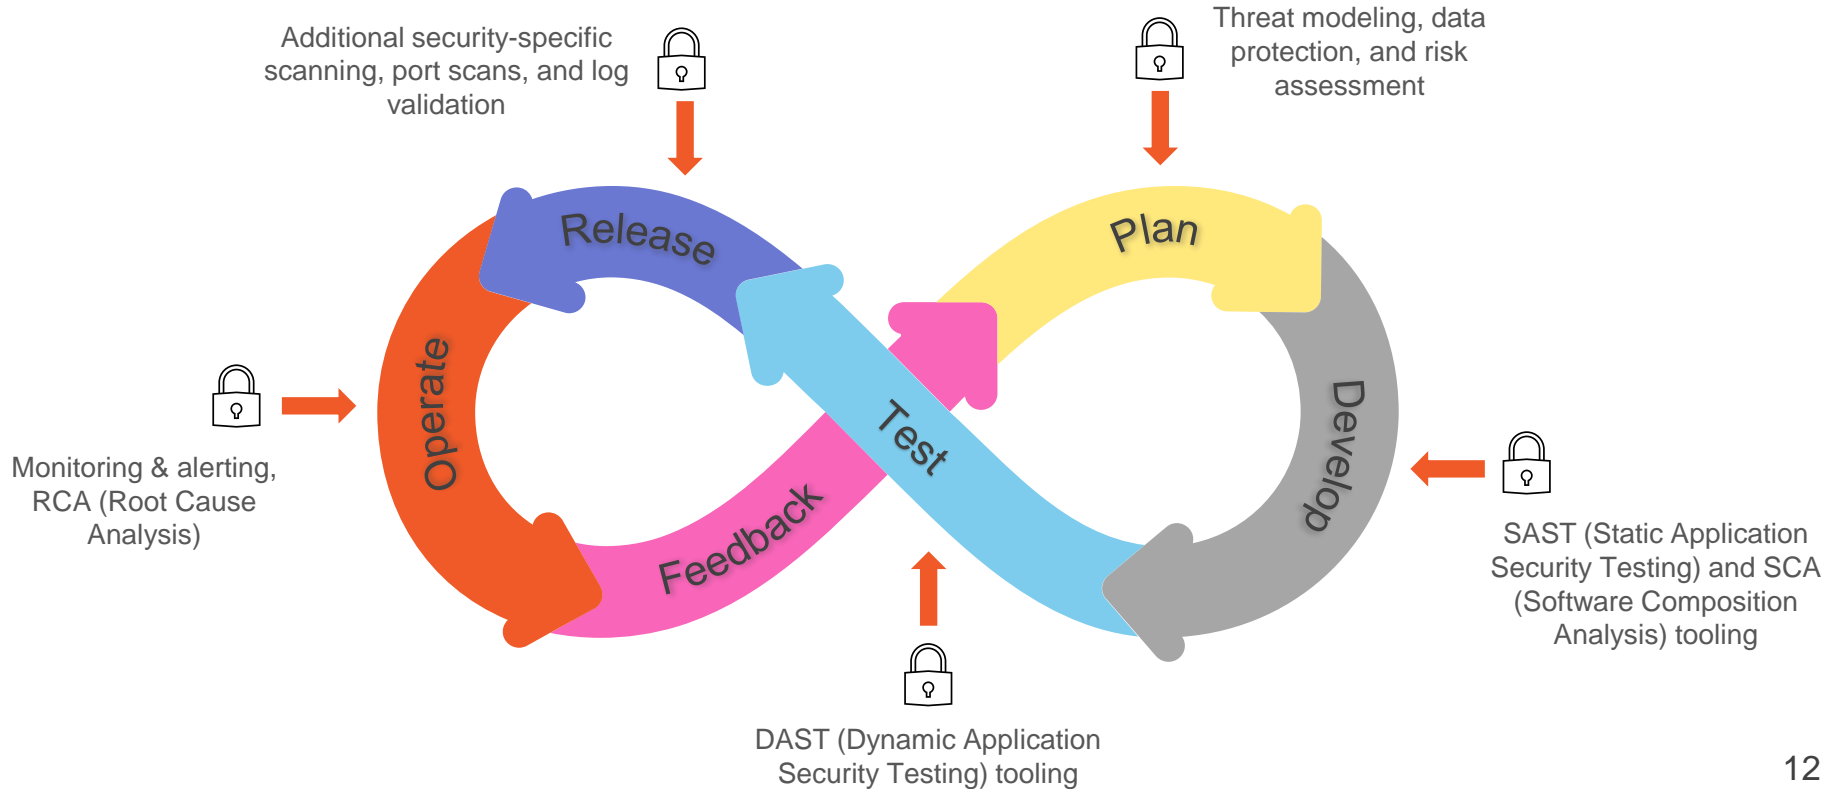 Additional security-specific
scanning, port scans, and log
validation
Threat modeling, data
protection, and risk
assessment
Release
Plan
Operate
Test
Develop
Feedback
Monitoring & alerting,
RCA (Root Cause
Analysis)
SAST (Static Application
Security Testing) and SCA
(Software Composition
Analysis) tooling
DAST (Dynamic Application
Security Testing) tooling
12